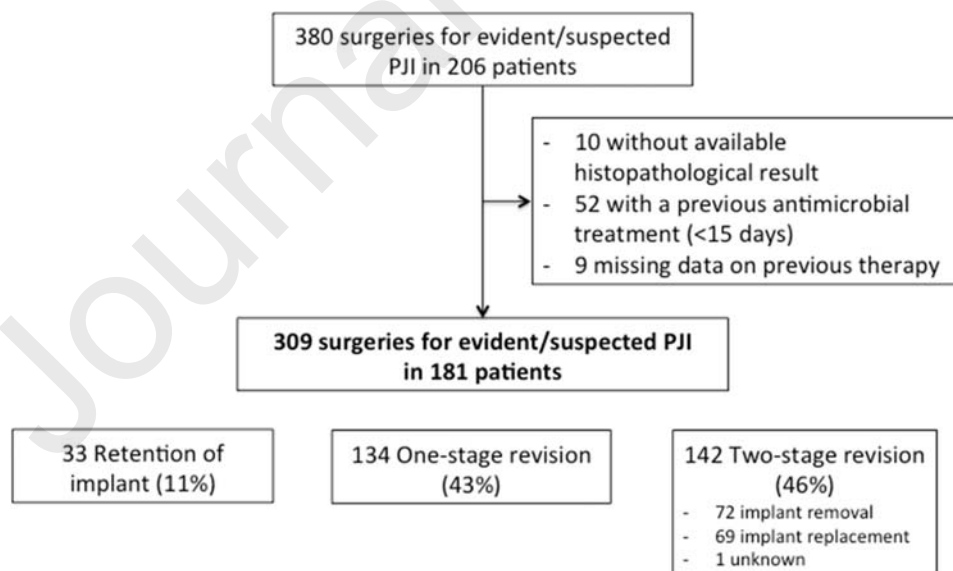 Journal
380 surgeries for evident/suspected
PJI in 206 patients
- 10 without available
histopathological result
- 52 with a previous antimicrobial
treatment (<15 days)
- 9 missing data on previous therapy
309 surgeries for evident/suspected PJI
in 181 patients
33 Retention of
implant (11%)
134 One-stage revision
(43%)
142 Two-stage revision
(46%)
- 72 implant removal
- 69 implant replacement
- 1 unknown